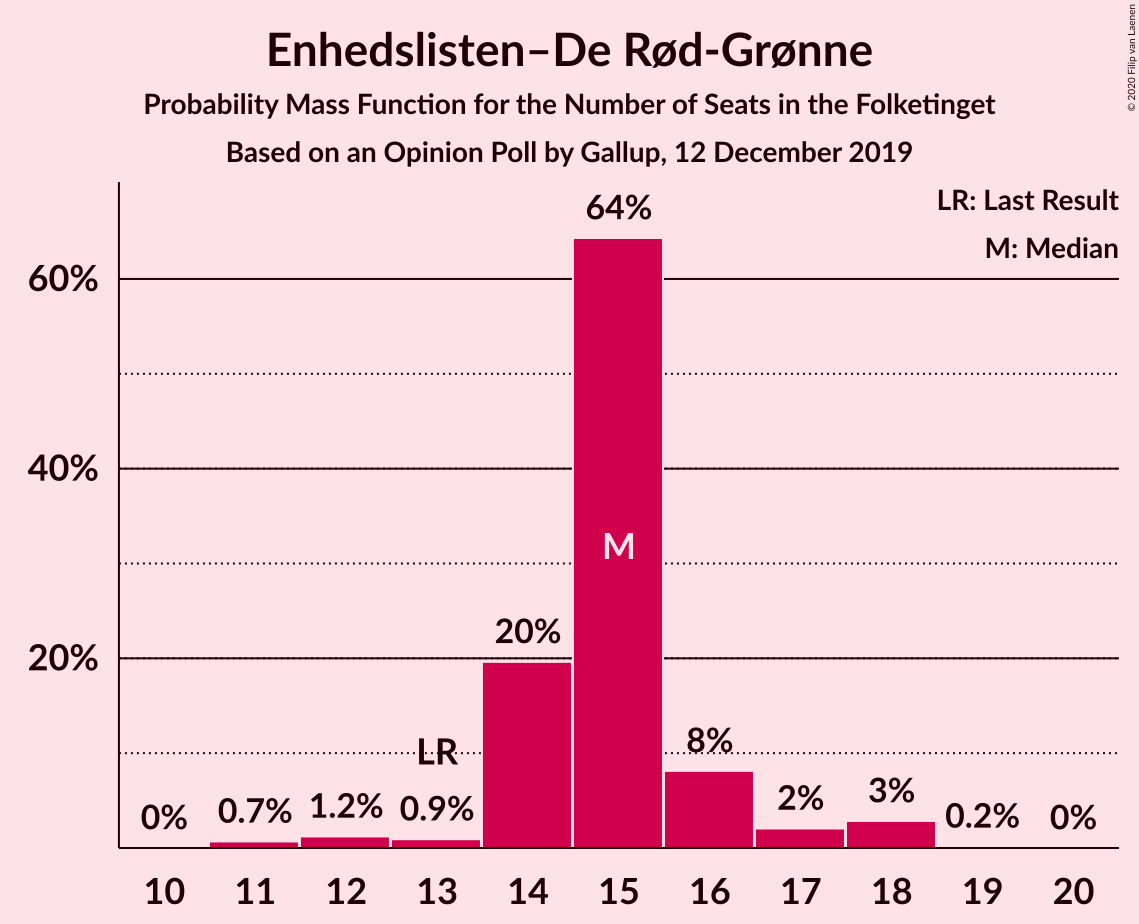 Enhedslisten–De Rød-Grønne
Probability Mass Function for the Number of Seats in the Folketinget
Based on an Opinion Poll by Gallup, 12 December 2019
© 2020 Filip van Laenen
LR: Last Result
M: Median
64%
60%
40%
M
20%
20%
LR
8%
0%
0.7%
1.2%
0.9%
2%
3%
0.2%
0%
10 11 12 13 14 15 16 17 18 19 20